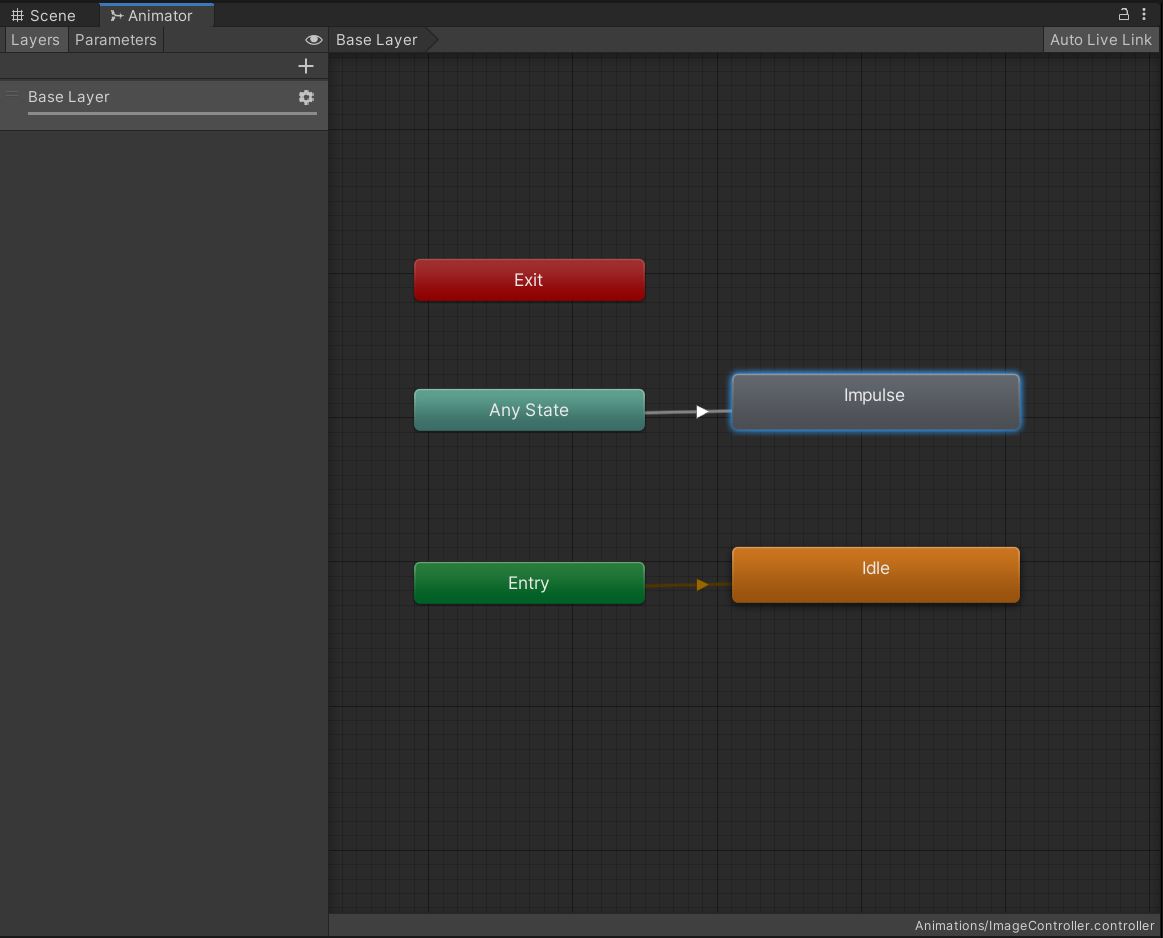 Scene Animator
Layers Parameters Base Layer Auto Live Link
Base Layer
Exit
Impulse
Any State
Idle
Entry
Animations/ImageController.controller